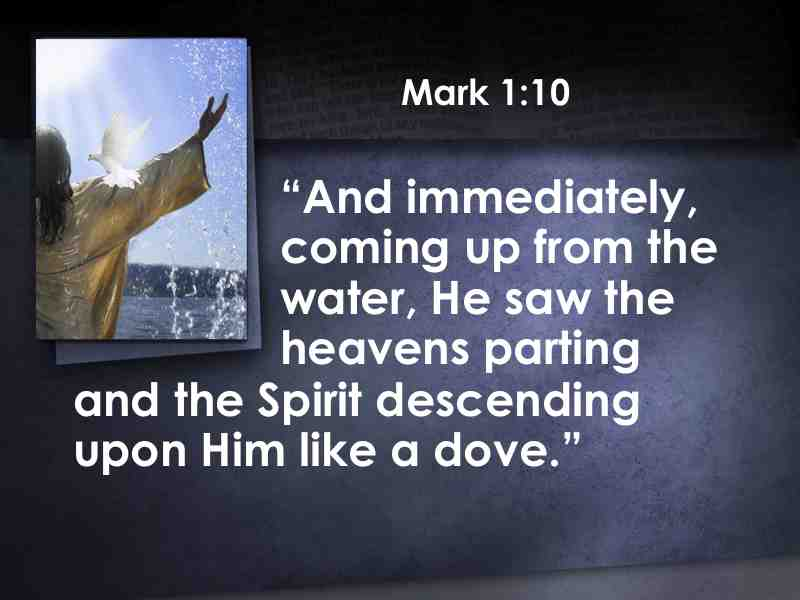 Mark 1:10
“And immediately,
coming up from the
water, He saw the
heavens parting
and the Spirit descending
upon Him like a dove.”